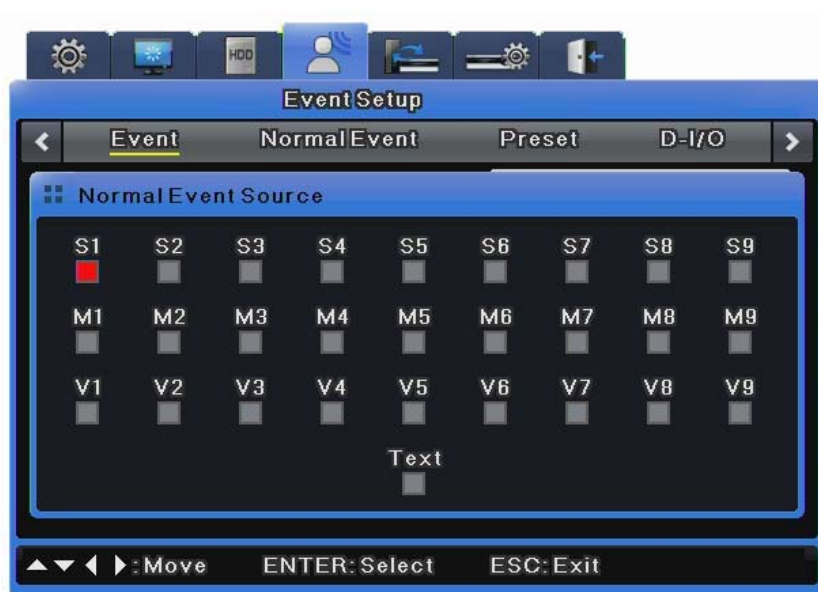 HDD
Event Setup
Event Normal Event Preset D-I/O
Normal Event Source
S1 S2 S3 S4 S5 S6 S7 S8 S9
M1 M2 M3 M4 M5 M6 M7 M8 M9
V1 V2 V3 V4 V5 V6 V7 V8 V9
Text
:Move ENTER:Select ESC:Exit